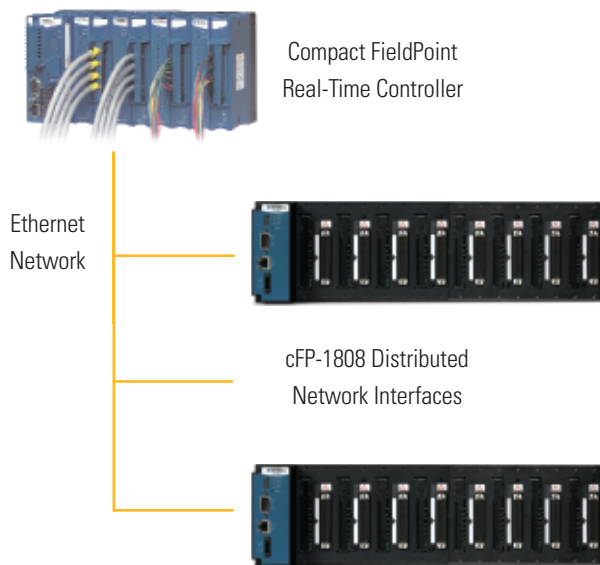 Compact FieldPoint
Real-Time Controller
Ethernet
Network
cFP-1808 Distributed
Network Interfaces